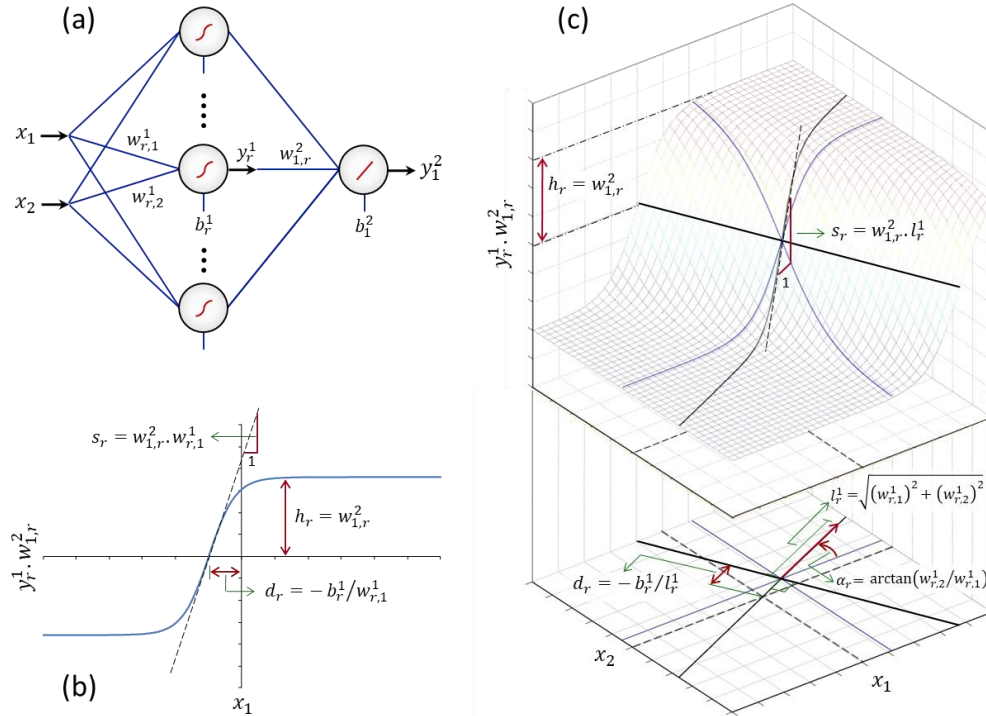 (a)
x₁
x₂
w¹ᵣ,₁
w¹ᵣ,₂
b¹ᵣ
y¹ᵣ
w²₁,ᵣ
b²₁
y²₁
(b)
sᵣ = w²₁,ᵣ. w¹ᵣ,₁
1
hᵣ = w²₁,ᵣ
dᵣ = − b¹ᵣ/w¹ᵣ,₁
y¹ᵣ. w²₁,ᵣ
x₁
(c)
hᵣ = w²₁,ᵣ
y¹ᵣ. w²₁,ᵣ
sᵣ = w²₁,ᵣ. l¹ᵣ
1
l¹ᵣ = √(w¹ᵣ,₁)² + (w¹ᵣ,₂)²
dᵣ = − b¹ᵣ/l¹ᵣ
αᵣ = arctan(w¹ᵣ,₂/w¹ᵣ,₁)
x₂
x₁